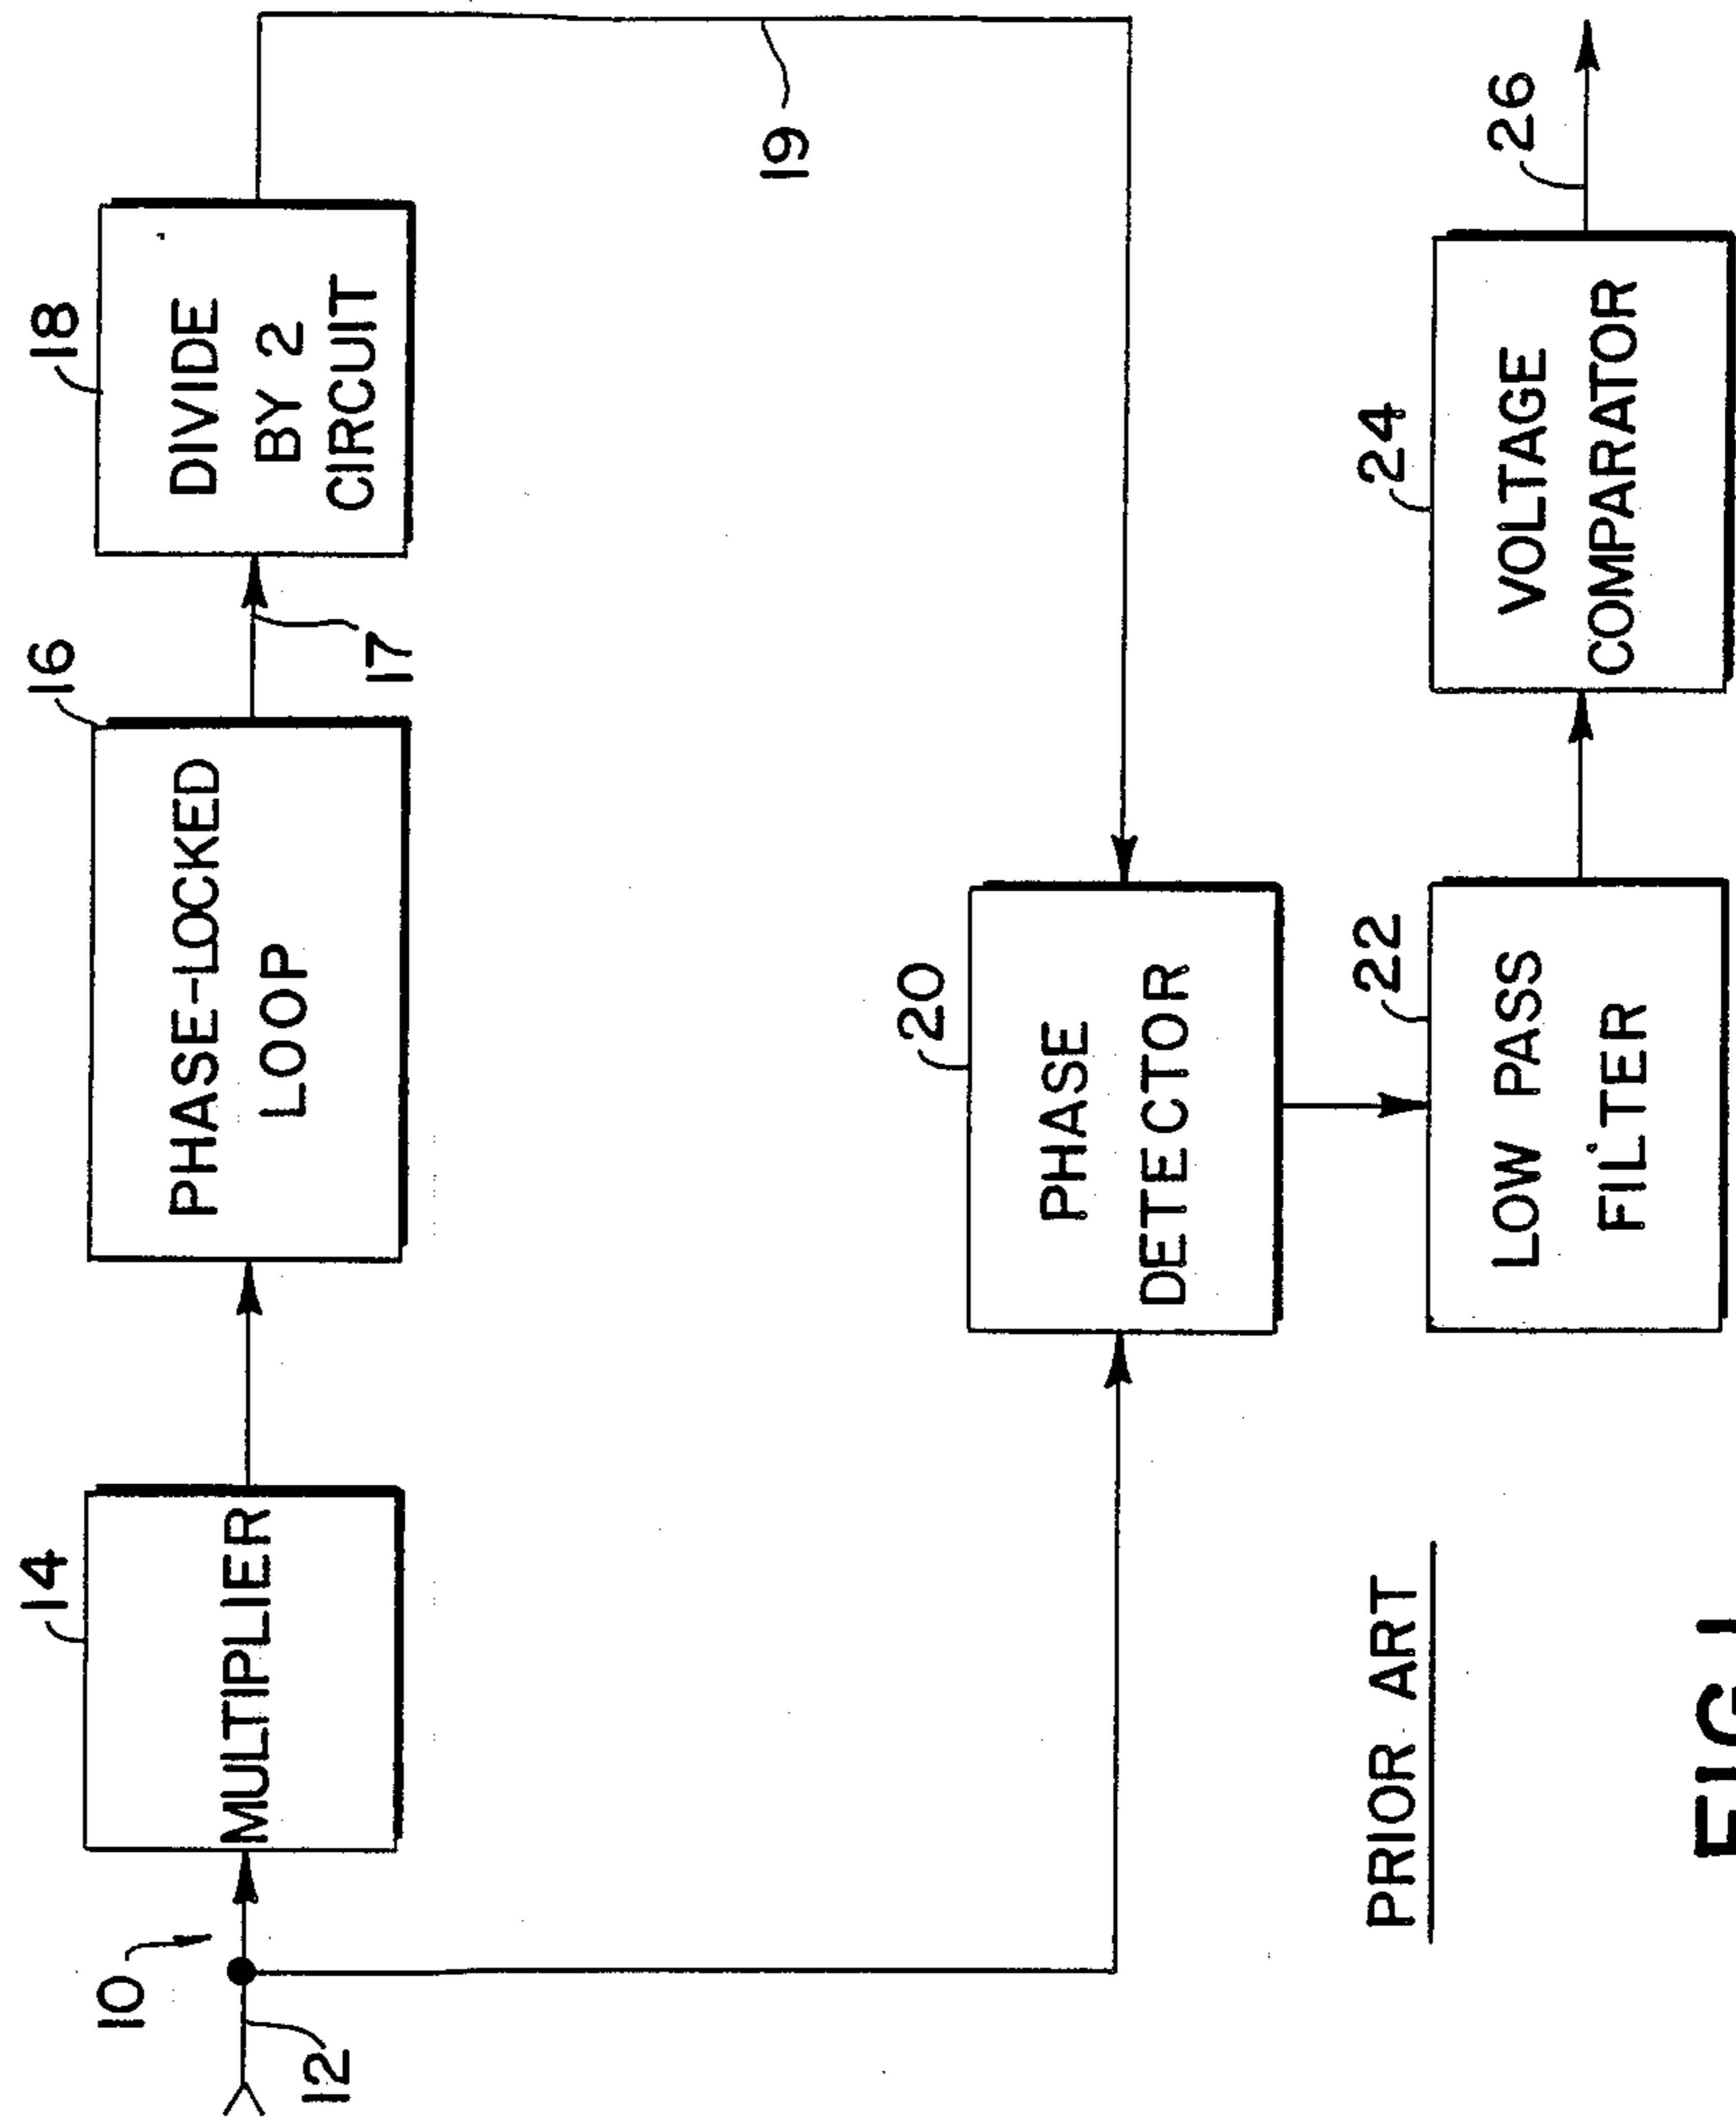 10
12
14
MULTIPLIER
16
PHASE-LOCKED
LOOP
17
18
DIVIDE
BY 2
CIRCUIT
19
20
PHASE
DETECTOR
22
LOW PASS
FILTER
24
VOLTAGE
COMPARATOR
26
PRIOR ART